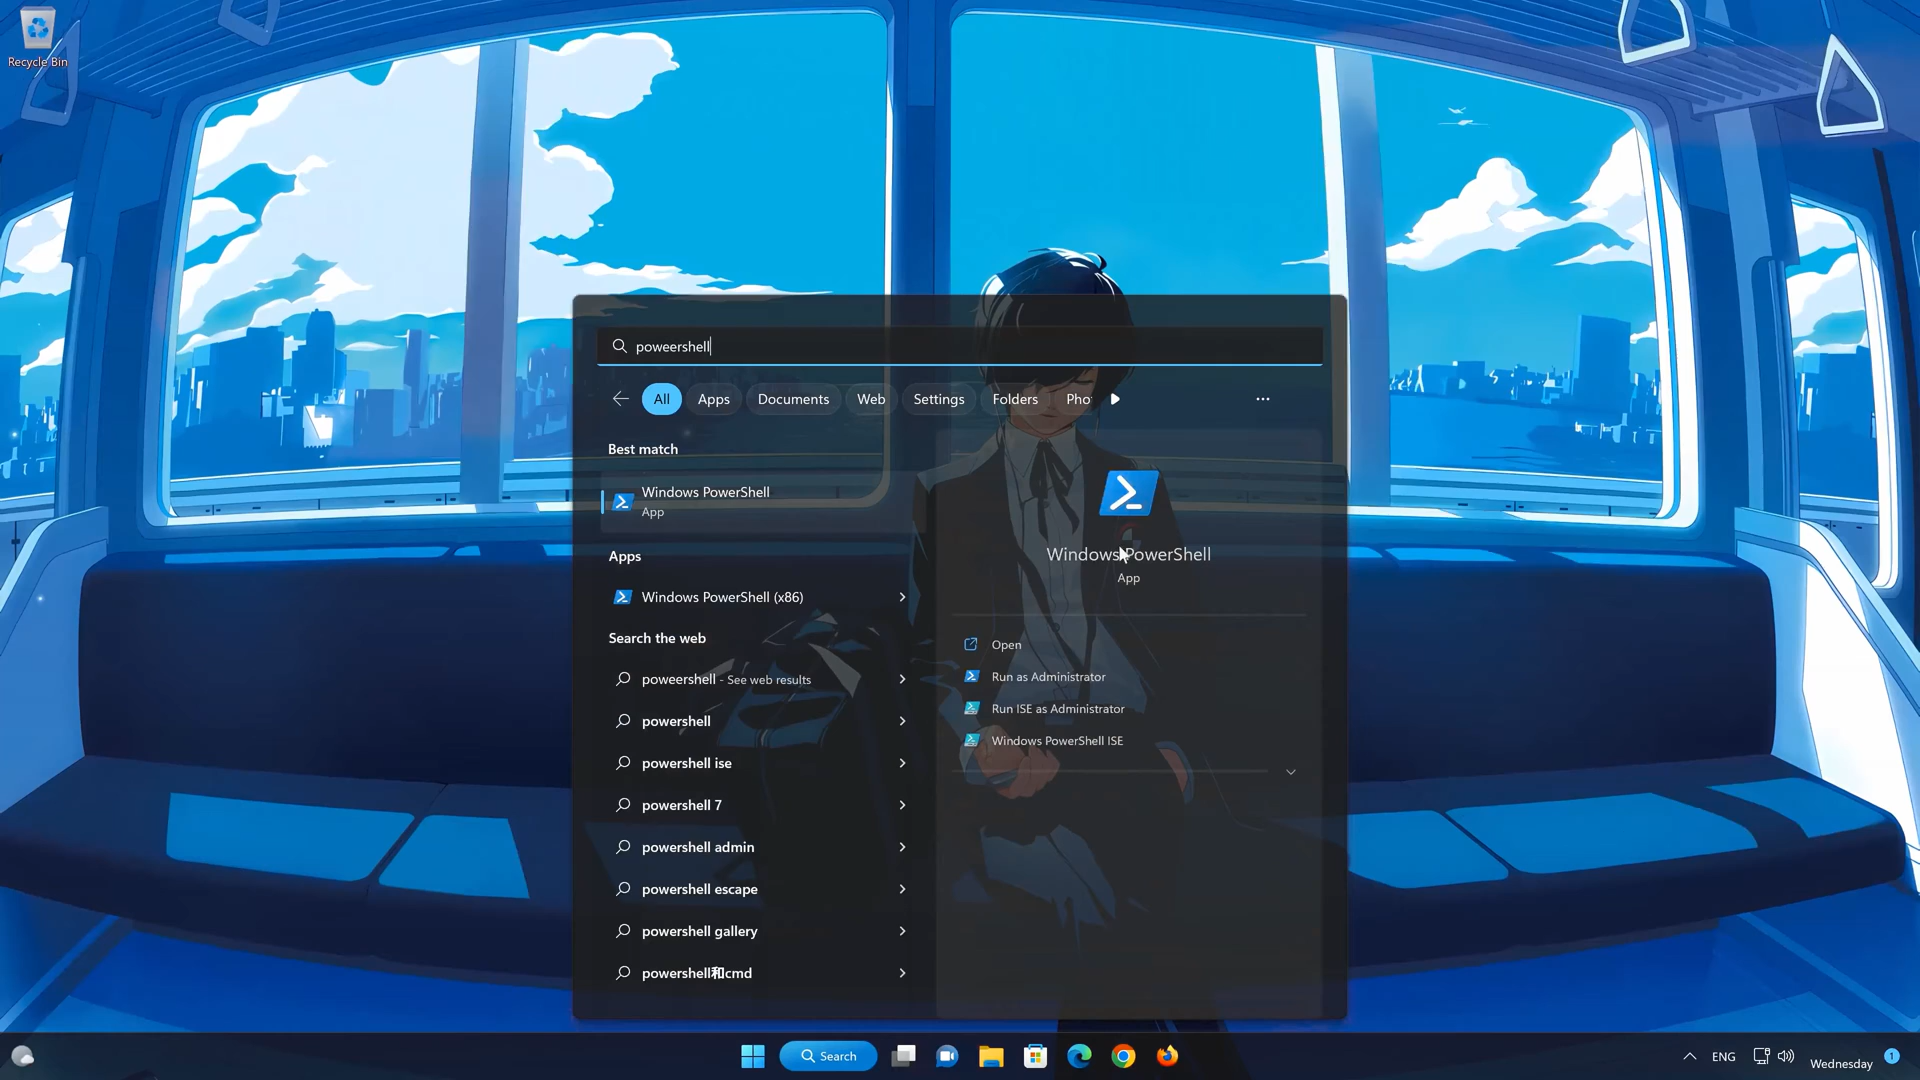 Recycle Bin
poweershell
All
Apps
Documents
Web
Settings
Folders
Pho
Best match
Windows PowerShell
App
Apps
Windows PowerShell (x86)
Search the web
poweershell - See web results
powershell
powershell ise
powershell 7
powershell admin
powershell escape
powershell gallery
powershell和cmd
Windows PowerShell
App
Open
Run as Administrator
Run ISE as Administrator
Windows PowerShell ISE
Search
ENG
Wednesday
1